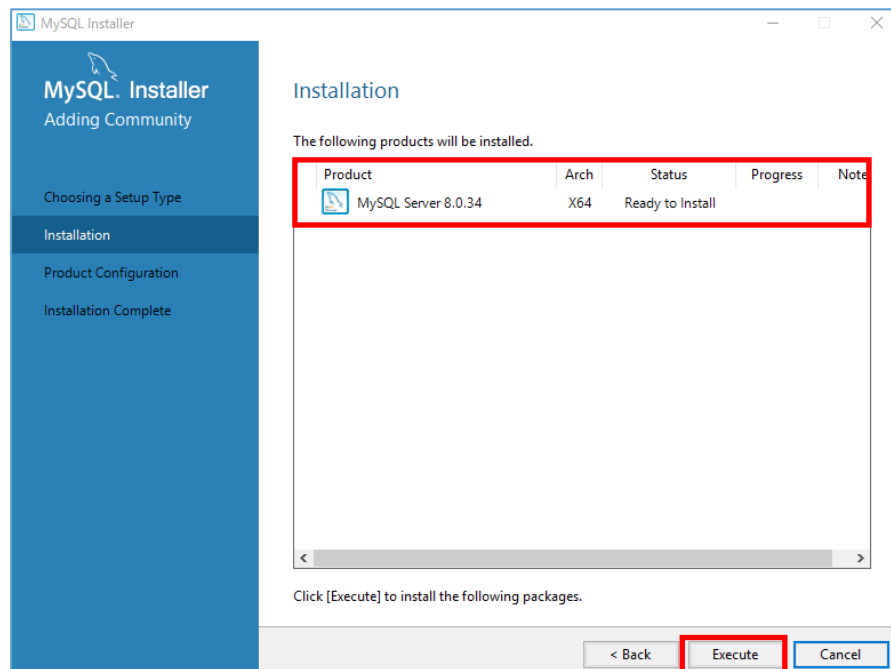 MySQL Installer
MySQL. Installer
Adding Community
Choosing a Setup Type
Installation
Product Configuration
Installation Complete
Installation
The following products will be installed.
Product Arch Status Progress Note
MySQL Server 8.0.34 X64 Ready to Install
Click [Execute] to install the following packages.
< Back Execute Cancel